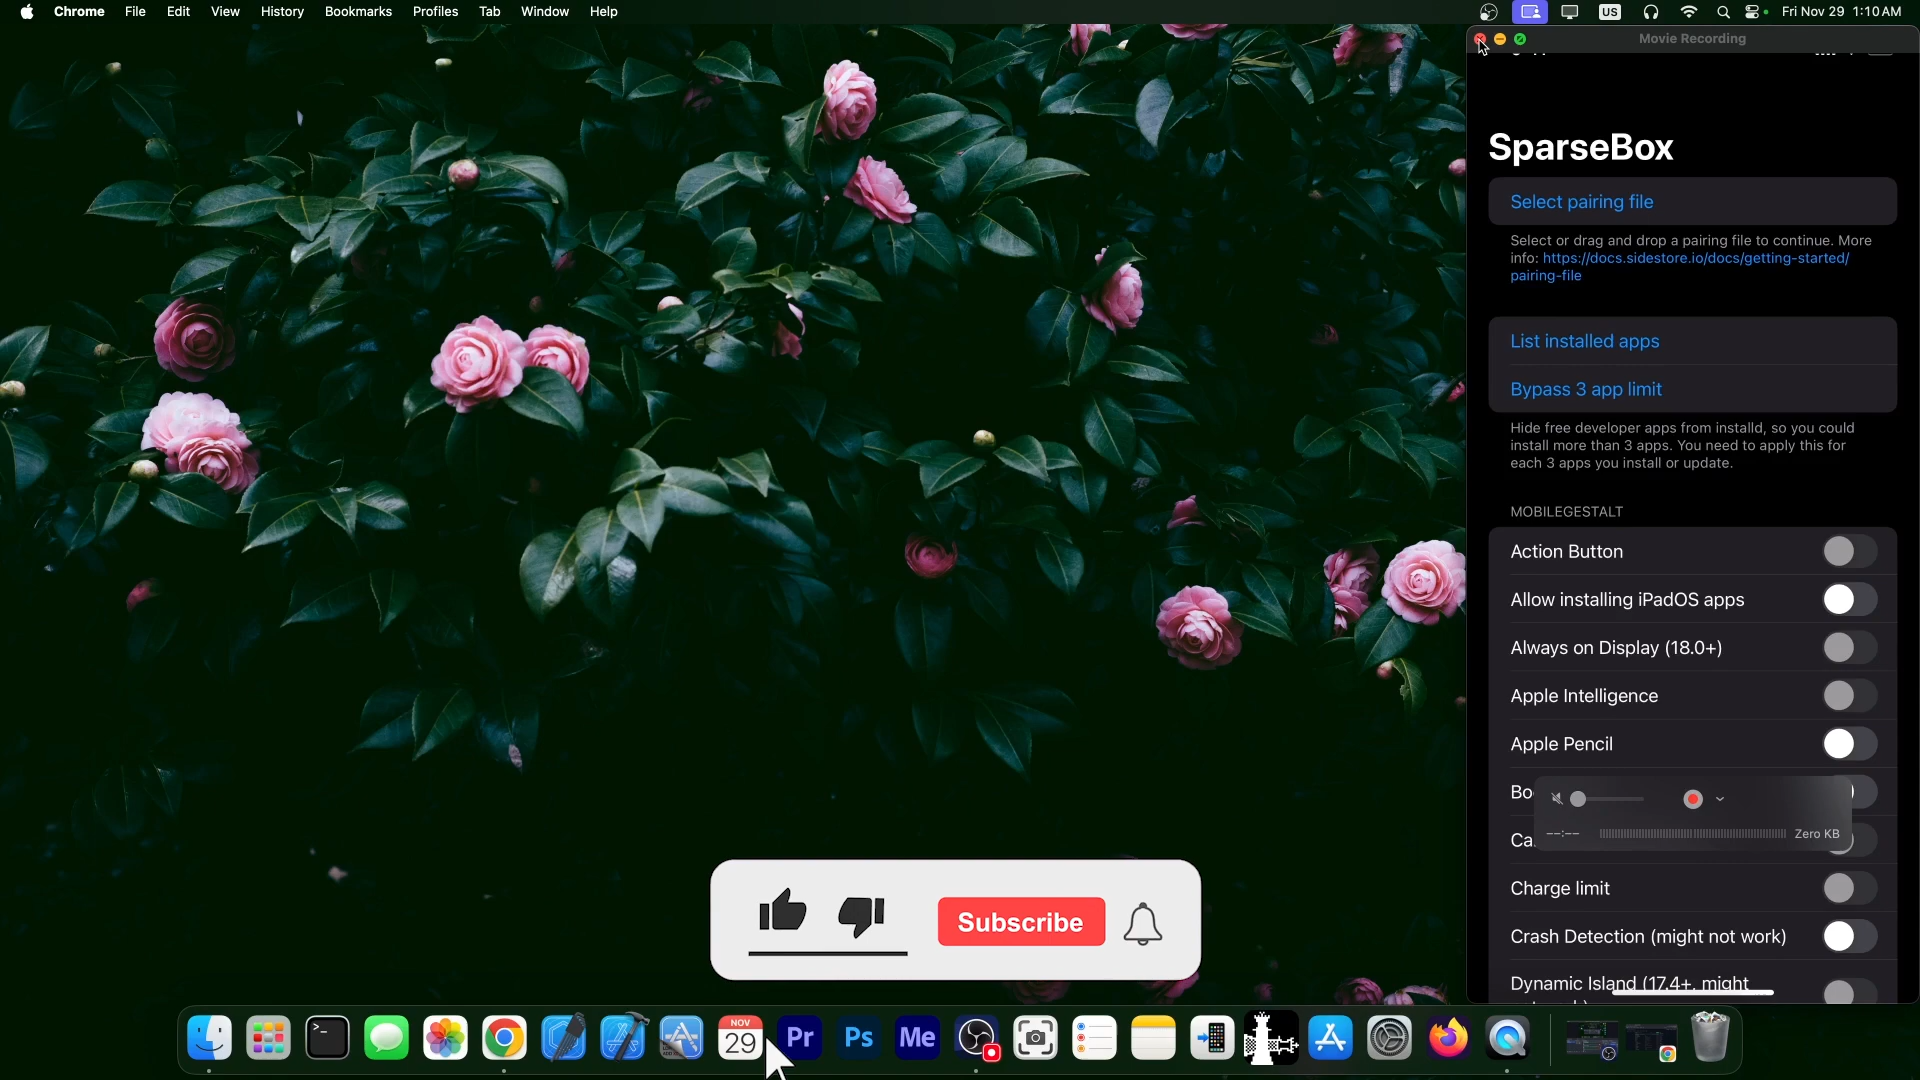 Chrome File Edit View History Bookmarks Profiles Tab Window Help
US Fri Nov 29 1:10 AM
Movie Recording
SparseBox
Select pairing file
Select or drag and drop a pairing file to continue. More
info: https://docs.sidestore.io/docs/getting-started/
pairing-file
List installed apps
Bypass 3 app limit
Hide free developer apps from installd, so you could
install more than 3 apps. You need to apply this for
each 3 apps you install or update.
MOBILEGESTALT
Action Button
Allow installing iPadOS apps
Always on Display (18.0+)
Apple Intelligence
Apple Pencil
Bo
--:-- Zero KB
Ca
Charge limit
Crash Detection (might not work)
Dynamic Island (17.4+, might
Subscribe
NOV
29
Pr
Ps
Me